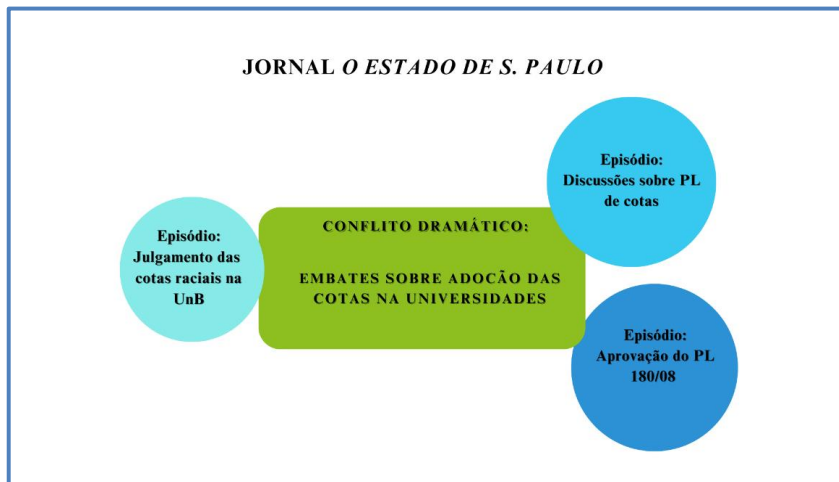 JORNAL O ESTADO DE S. PAULO
Episódio:
Julgamento das
cotas raciais na
UnB
CONFLITO DRAMÁTICO:
EMBATES SOBRE ADOCÃO DAS
COTAS NA UNIVERSIDADES
Episódio:
Discussões sobre PL
de cotas
Episódio:
Aprovação do PL
180/08